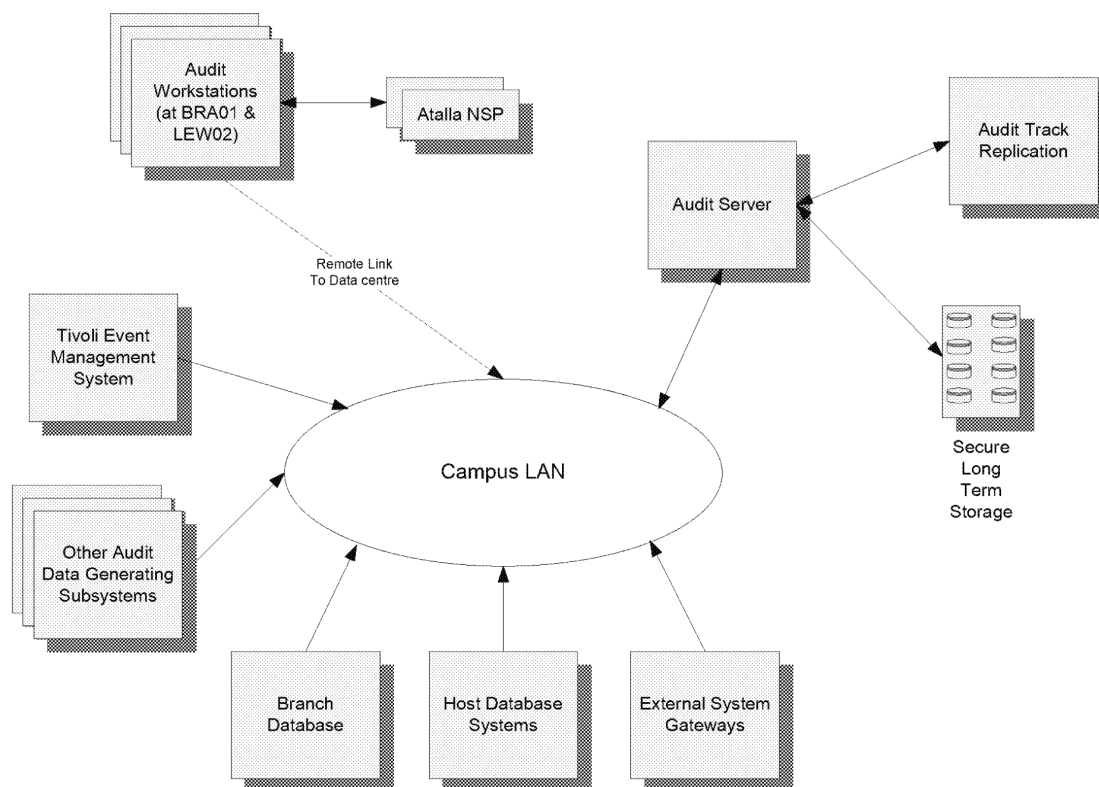 Audit
Workstations
(at BRA01 &
LEW02)
Atalla NSP
Audit Server
Audit Track
Replication
Remote Link
To Data centre
Tivoli Event
Management
System
Secure
Long
Term
Storage
Campus LAN
Other Audit
Data Generating
Subsystems
Branch
Database
Host Database
Systems
External System
Gateways